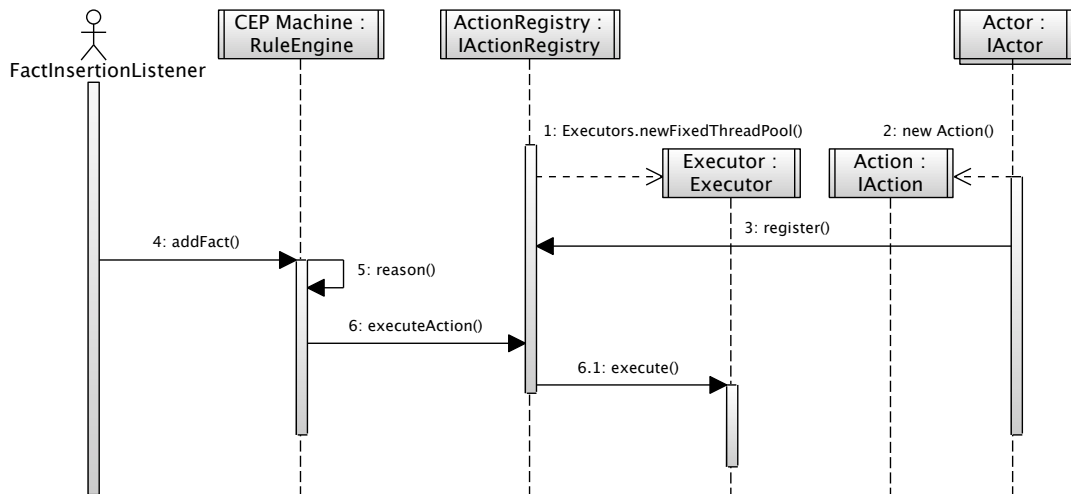 CEP Machine :
RuleEngine
ActionRegistry :
IActionRegistry
Actor :
IActor
FactInsertionListener
1: Executors.newFixedThreadPool()
2: new Action()
Executor :
Executor
Action :
IAction
3: register()
4: addFact()
5: reason()
6: executeAction()
6.1: execute()